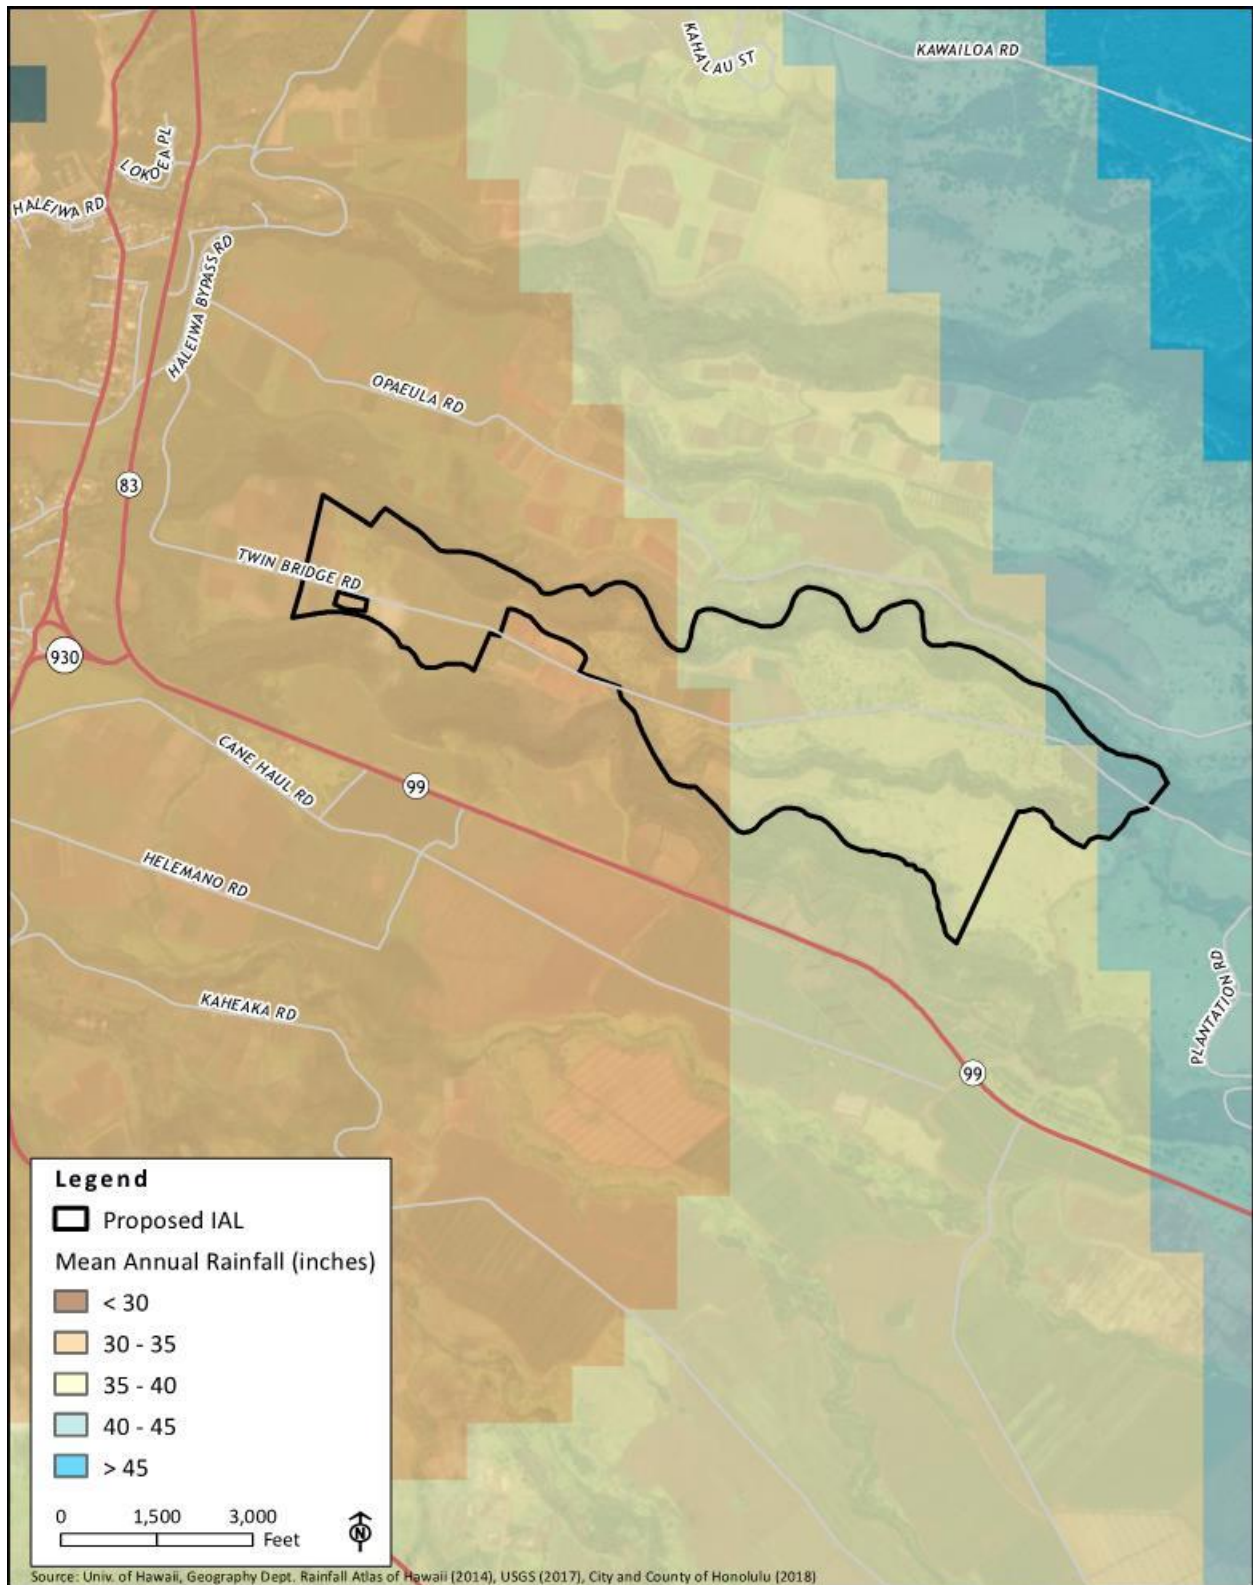 KAHALAU ST
KAWAILOA RD
LOKOEA PL
HALEIWA RD
HALEIWA BYPASS RD
OPAEULA RD
83
TWIN BRIDGE RD
930
CANE HAUL RD
99
HELEMANO RD
PLANTATION RD
KAHEAKA RD
99
Legend
Proposed IAL
Mean Annual Rainfall (inches)
< 30
30 - 35
35 - 40
40 - 45
> 45
0 1,500 3,000
Feet
N
Source: Univ. of Hawaii, Geography Dept. Rainfall Atlas of Hawaii (2014), USGS (2017), City and County of Honolulu (2018)